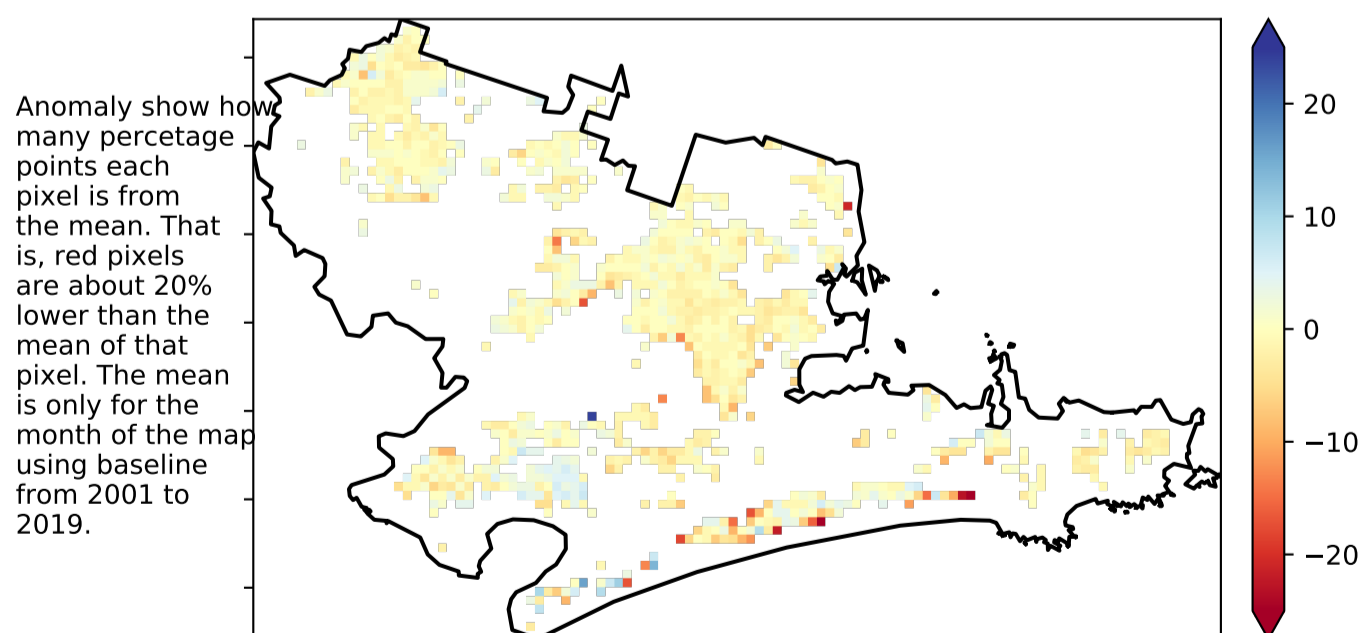 Anomaly show how
many percetage
points each
pixel is from
the mean. That
is, red pixels
are about 20%
lower than the
mean of that
pixel. The mean
is only for the
month of the map
using baseline
from 2001 to
2019.
20
10
0
−10
−20